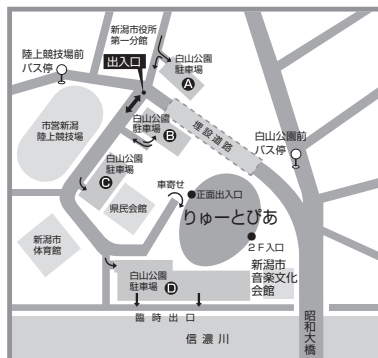 新潟市役所
第一分館
陸上競技場前
バス停
出入口
白山公園
駐車場
A
市営新潟
陸上競技場
白山公園
駐車場
B
埋設道路
白山公園前
バス停
白山公園
駐車場
C
車寄せ
正面出入口
県民会館
りゅーとぴあ
新潟市
体育館
2F入口
白山公園
駐車場
D
新潟市
音楽文化
会館
臨時出口
信濃川
昭和大橋